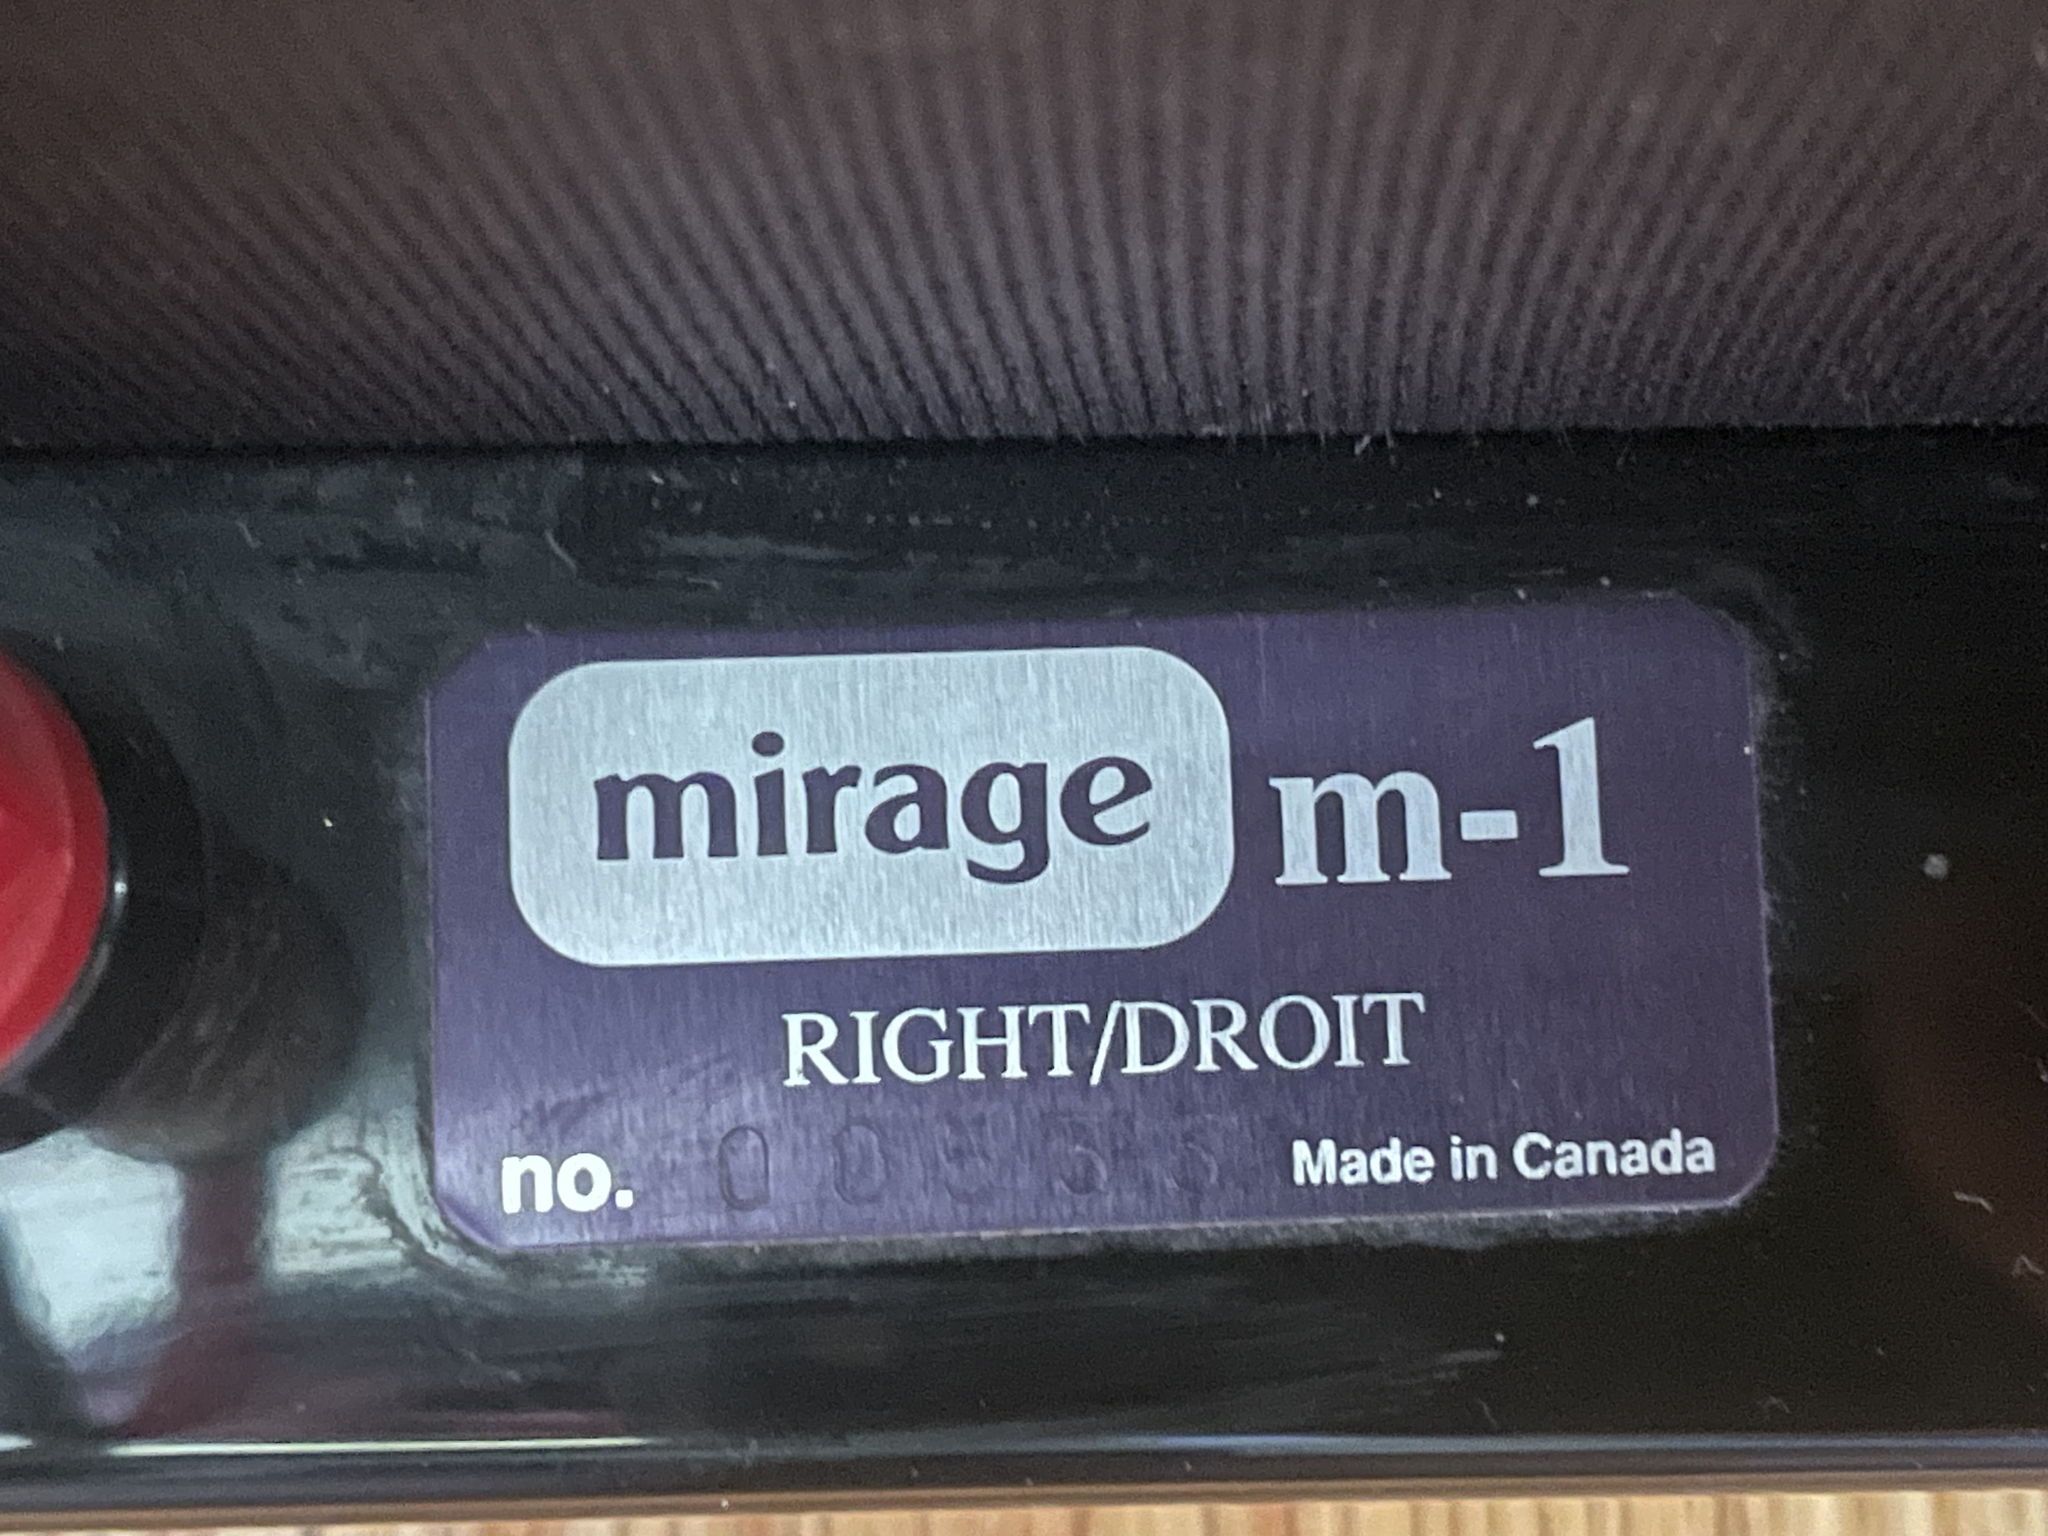 mirage m-1
RIGHT/DROIT
no.
Made in Canada